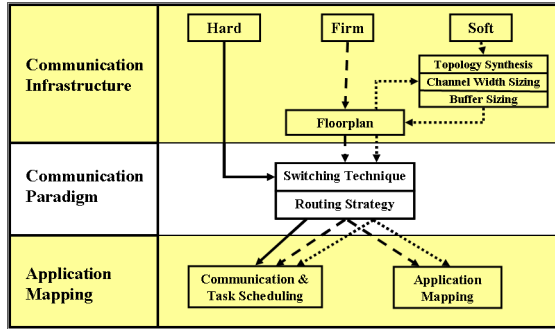 Hard
Firm
Soft
Communication
Infrastructure
Topology Synthesis
Channel Width Sizing
Buffer Sizing
Floorplan
Communication
Paradigm
Switching Technique
Routing Strategy
Application
Mapping
Communication &
Task Scheduling
Application
Mapping